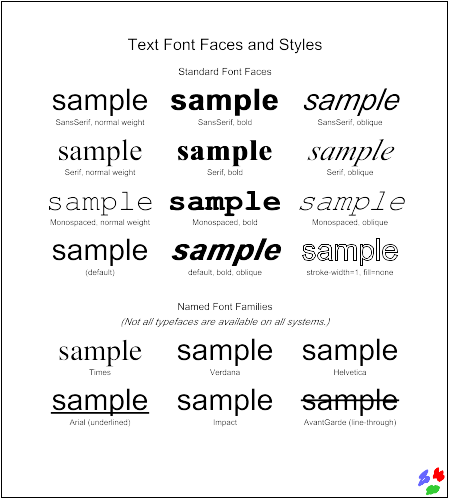 Text Font Faces and Styles
Standard Font Faces
sample sample sample
SansSerif, normal weight SansSerif, bold SansSerif, oblique
sample sample sample
Serif, normal weight Serif, bold Serif, oblique
sample sample sample
Monospaced, normal weight Monospaced, bold Monospaced, oblique
sample sample sample
(default) default, bold, oblique stroke-width=1, fill=none
Named Font Families
(Not all typefaces are available on all systems.)
sample sample sample
Times Verdana Helvetica
sample sample sample
Arial (underlined) Impact AvantGarde (line-through)